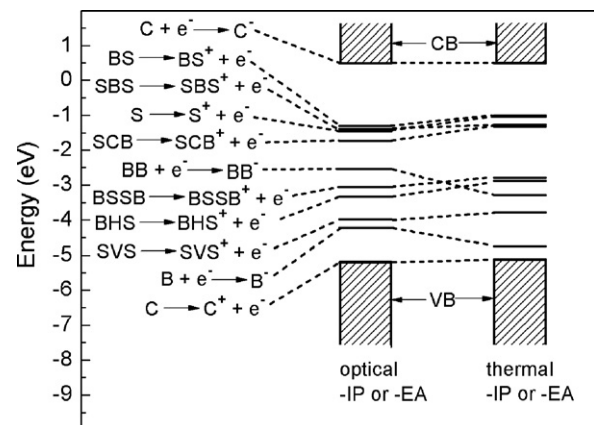 C + e⁻ → C⁻
BS → BS⁺ + e⁻
SBS → SBS⁺ + e⁻
S → S⁺ + e⁻
SCB → SCB⁺ + e⁻
BB + e⁻ → BB⁻
BSSB → BSSB⁺ + e⁻
BHS → BHS⁺ + e⁻
SVS → SVS⁺ + e⁻
B + e⁻ → B⁻
C → C⁺ + e⁻
CB
VB
Energy (eV)
1
0
-1
-2
-3
-4
-5
-6
-7
-8
-9
optical
-IP or -EA
thermal
-IP or -EA